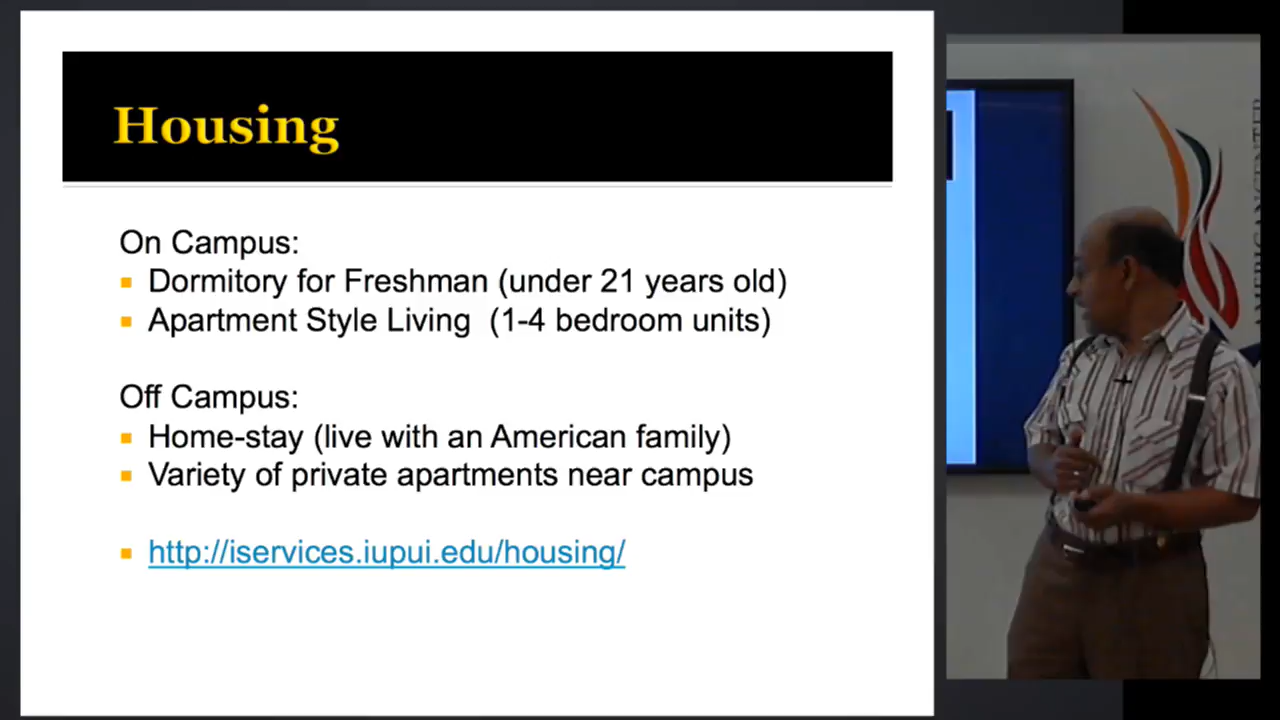 Housing
On Campus:
Dormitory for Freshman (under 21 years old)
Apartment Style Living (1-4 bedroom units)
Off Campus:
Home-stay (live with an American family)
Variety of private apartments near campus
http://iservices.iupui.edu/housing/
AMERICANCENTER